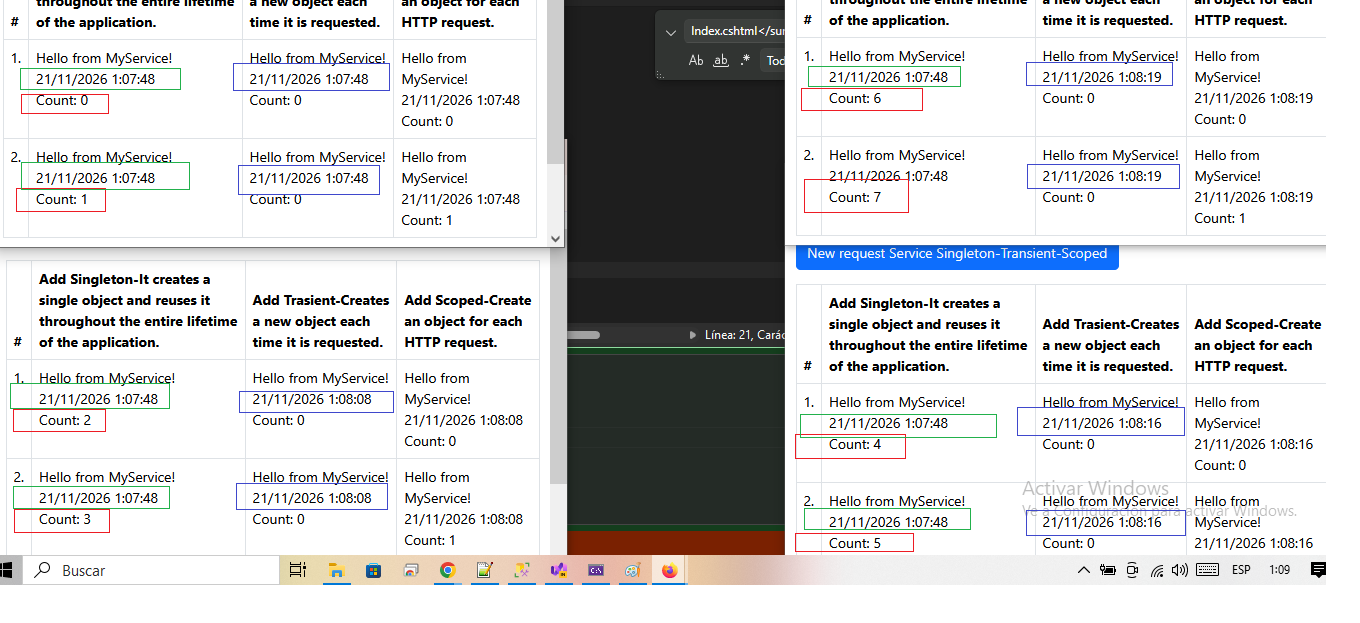 throughout the entire lifetime
of the application.
a new object each
time it is requested.
an object for each
HTTP request.
#
1.
Hello from MyService!
21/11/2026 1:07:48
Count: 0
Hello from MyService!
21/11/2026 1:07:48
Count: 0
Hello from
MyService!
21/11/2026 1:07:48
Count: 0
2.
Hello from MyService!
21/11/2026 1:07:48
Count: 1
Hello from MyService!
21/11/2026 1:07:48
Count: 0
Hello from
MyService!
21/11/2026 1:07:48
Count: 1
Index.cshtml</su
Ab ab .* Tod
throughout the entire lifetime
of the application.
a new object each
time it is requested.
an object for each
HTTP request.
#
1.
Hello from MyService!
21/11/2026 1:07:48
Count: 6
Hello from MyService!
21/11/2026 1:08:19
Count: 0
Hello from
MyService!
21/11/2026 1:08:19
Count: 0
2.
Hello from MyService!
21/11/2026 1:07:48
Count: 7
Hello from MyService!
21/11/2026 1:08:19
Count: 0
Hello from
MyService!
21/11/2026 1:08:19
Count: 1
#
Add Singleton-It creates a
single object and reuses it
throughout the entire lifetime
of the application.
Add Trasient-Creates
a new object each
time it is requested.
Add Scoped-Create
an object for each
HTTP request.
1.
Hello from MyService!
21/11/2026 1:07:48
Count: 2
Hello from MyService!
21/11/2026 1:08:08
Count: 0
Hello from
MyService!
21/11/2026 1:08:08
Count: 0
2.
Hello from MyService!
21/11/2026 1:07:48
Count: 3
Hello from MyService!
21/11/2026 1:08:08
Count: 0
Hello from
MyService!
21/11/2026 1:08:08
Count: 1
Línea: 21, Carác
New request Service Singleton-Transient-Scoped
#
Add Singleton-It creates a
single object and reuses it
throughout the entire lifetime
of the application.
Add Trasient-Creates
a new object each
time it is requested.
Add Scoped-Create
an object for each
HTTP request.
1.
Hello from MyService!
21/11/2026 1:07:48
Count: 4
Hello from MyService!
21/11/2026 1:08:16
Count: 0
Hello from
MyService!
21/11/2026 1:08:16
Count: 0
2.
Hello from MyService!
21/11/2026 1:07:48
Count: 5
Hello from MyService!
21/11/2026 1:08:16
Count: 0
Hello from
MyService!
21/11/2026 1:08:16
Activar Windows
Ve a Configuración para activar Windows.
Buscar
ESP
1:09